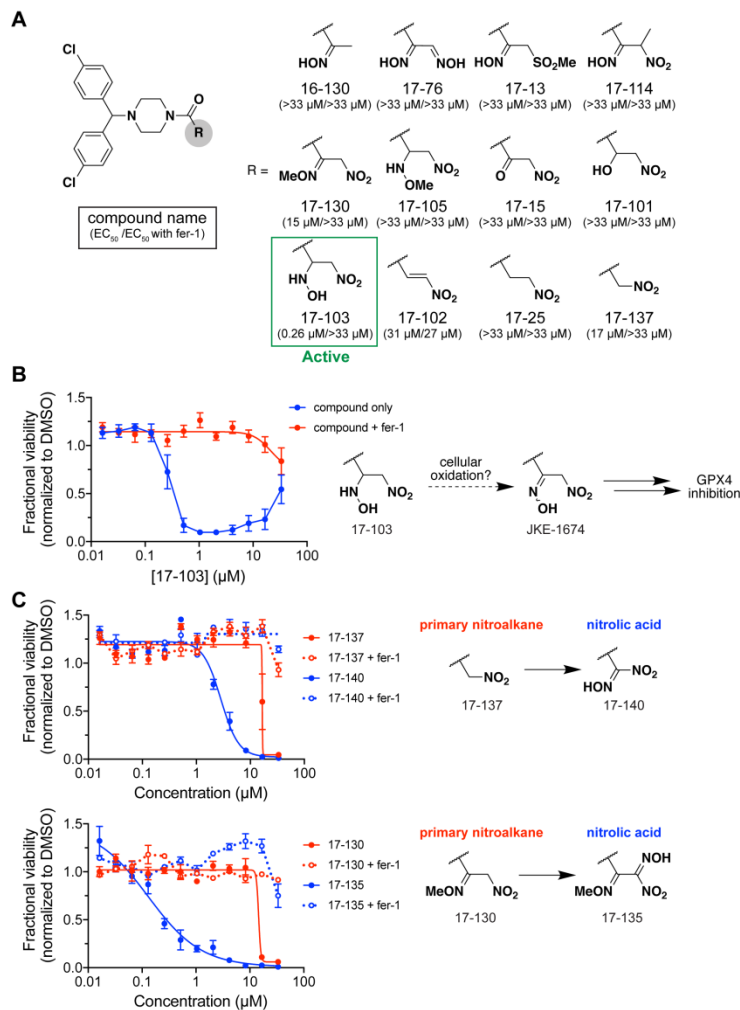 A
Cl
Cl
N
N
O
R
compound name
(EC50 /EC50 with fer-1)
R =
HON
16-130
(>33 µM/>33 µM)
HON NOH
17-76
(>33 µM/>33 µM)
HON SO2Me
17-13
(>33 µM/>33 µM)
HON NO2
17-114
(>33 µM/>33 µM)
MeON NO2
17-130
(15 µM/>33 µM)
HN OMe NO2
17-105
(>33 µM/>33 µM)
O NO2
17-15
(>33 µM/>33 µM)
HO NO2
17-101
(>33 µM/>33 µM)
HN OH NO2
17-103
(0.26 µM/>33 µM)
Active
NO2
17-102
(31 µM/27 µM)
NO2
17-25
(>33 µM/>33 µM)
NO2
17-137
(17 µM/>33 µM)
B
Fractional viability
(normalized to DMSO)
1.5
1.0
0.5
0.0
0.01 0.1 1 10 100
[17-103] (µM)
compound only
compound + fer-1
HN OH NO2
17-103
cellular
oxidation?
N OH NO2
JKE-1674
GPX4
inhibition
C
Fractional viability
(normalized to DMSO)
1.5
1.0
0.5
0.0
0.01 0.1 1 10 100
Concentration (µM)
17-137
17-137 + fer-1
17-140
17-140 + fer-1
primary nitroalkane
NO2
17-137
nitrolic acid
HON NO2
17-140
Fractional viability
(normalized to DMSO)
1.5
1.0
0.5
0.0
0.01 0.1 1 10 100
Concentration (µM)
17-130
17-130 + fer-1
17-135
17-135 + fer-1
primary nitroalkane
MeON NO2
17-130
nitrolic acid
NOH
MeON NO2
17-135